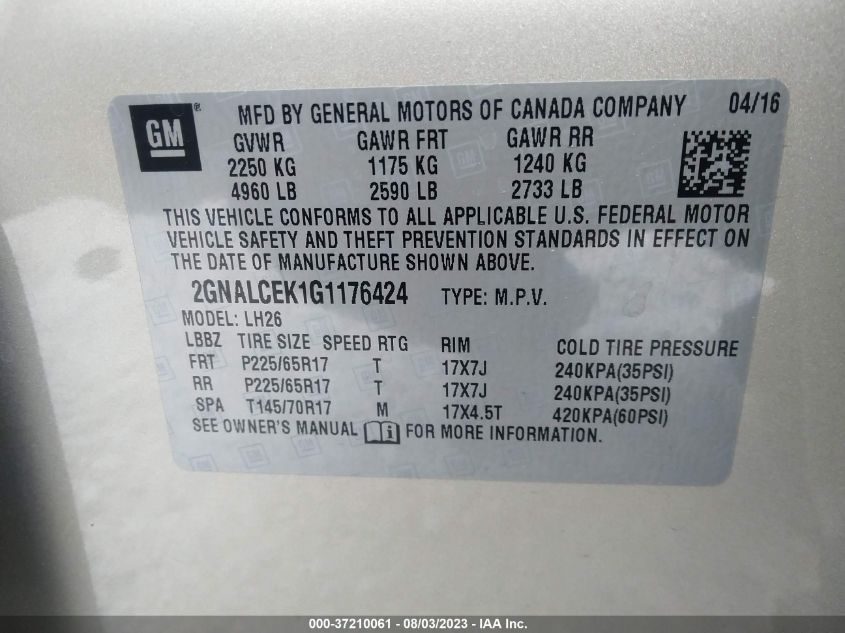 GM ® MFD BY GENERAL MOTORS OF CANADA COMPANY 04/16
GVWR GAWR FRT GAWR RR
2250 KG 1175 KG 1240 KG
4960 LB 2590 LB 2733 LB
THIS VEHICLE CONFORMS TO ALL APPLICABLE U.S. FEDERAL MOTOR
VEHICLE SAFETY AND THEFT PREVENTION STANDARDS IN EFFECT ON
THE DATE OF MANUFACTURE SHOWN ABOVE.
2GNALCEK1G1176424 TYPE: M.P.V.
MODEL: LH26
LBBZ TIRE SIZE SPEED RTG RIM COLD TIRE PRESSURE
FRT P225/65R17 T 17X7J 240KPA(35PSI)
RR P225/65R17 T 17X7J 240KPA(35PSI)
SPA T145/70R17 M 17X4.5T 420KPA(60PSI)
SEE OWNER'S MANUAL i FOR MORE INFORMATION.
000-37210061 - 08/03/2023 - IAA Inc.